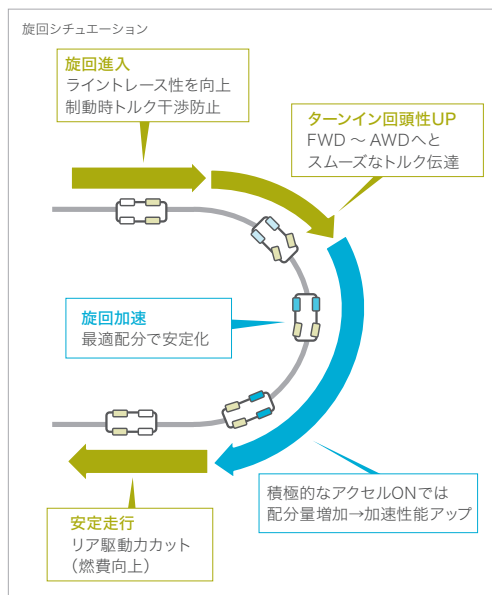 旋回シチュエーション
旋回進入
ライントレース性を向上
制動時トルク干渉防止
ターンイン回頭性UP
FWD ～ AWDへと
スムーズなトルク伝達
旋回加速
最適配分で安定化
積極的なアクセルONでは
配分量増加→加速性能アップ
安定走行
リア駆動力カット
（燃費向上）